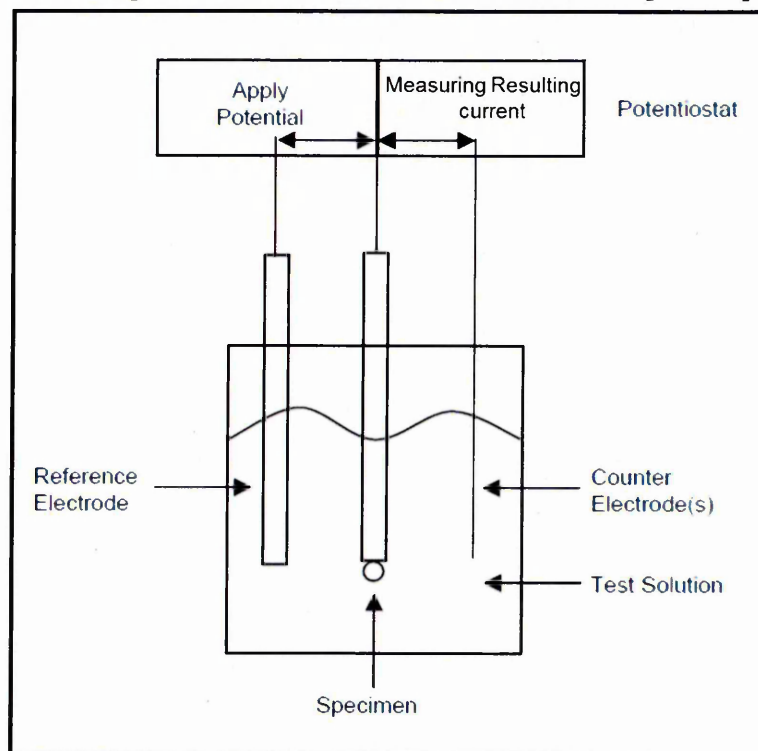 Apply
Potential
Measuring Resulting
current
Potentiostat
Reference
Electrode
Counter
Electrode(s)
Test Solution
Specimen